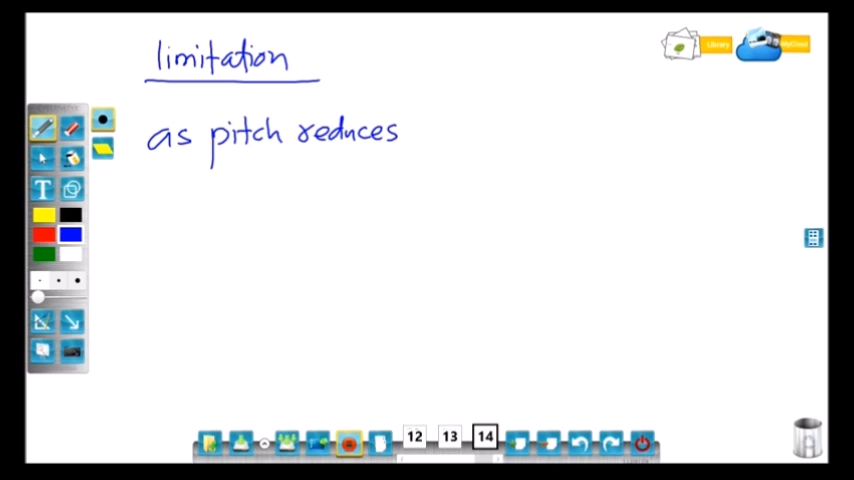 limitation
Library
MyCloud
as pitch reduces
T
12 13 14